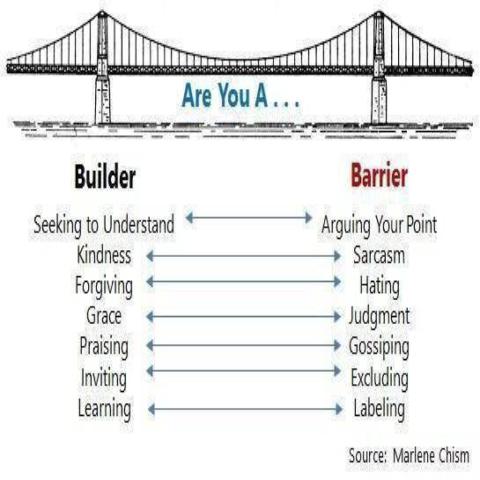 Are You A . . .
Builder Barrier
Seeking to Understand Arguing Your Point
Kindness Sarcasm
Forgiving Hating
Grace Judgment
Praising Gossiping
Inviting Excluding
Learning Labeling
Source: Marlene Chism